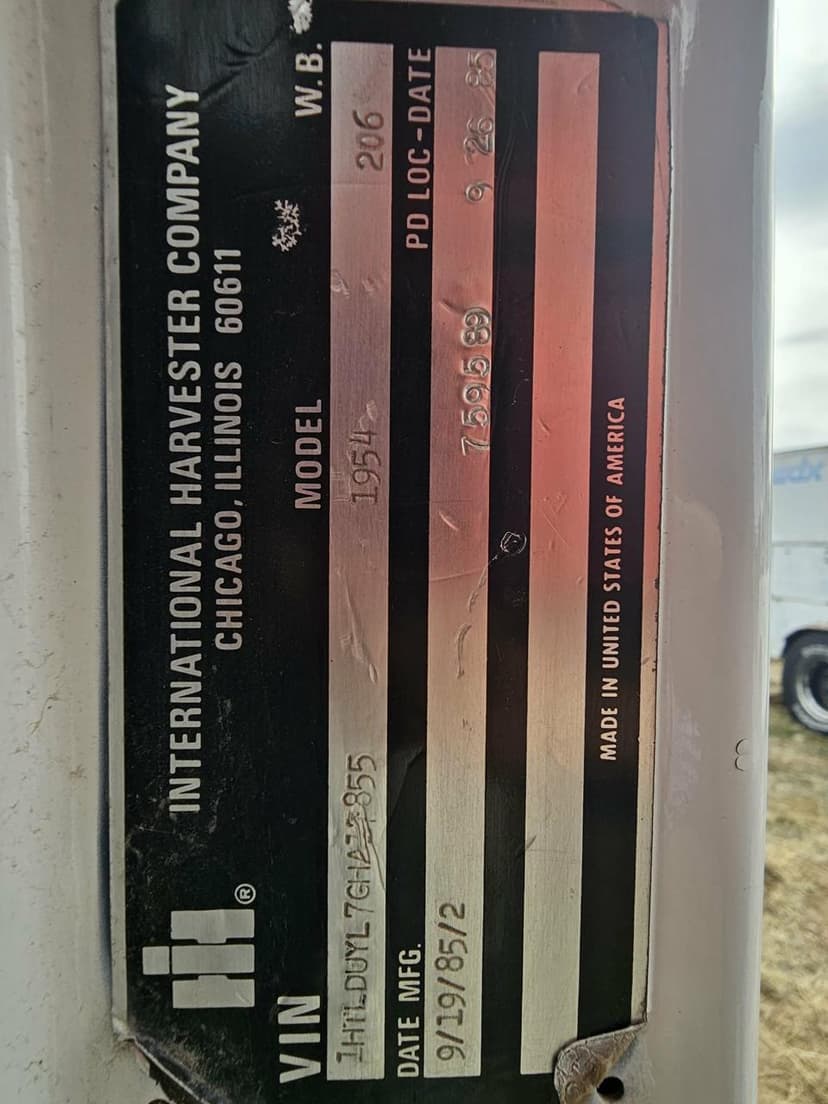 INTERNATIONAL HARVESTER COMPANY
CHICAGO, ILLINOIS 60611
VIN MODEL W.B.
1HTLDUYL7GHA17855 1954 206
DATE MFG. PD LOC-DATE
9/19/85/2 759589 9 26 85
MADE IN UNITED STATES OF AMERICA